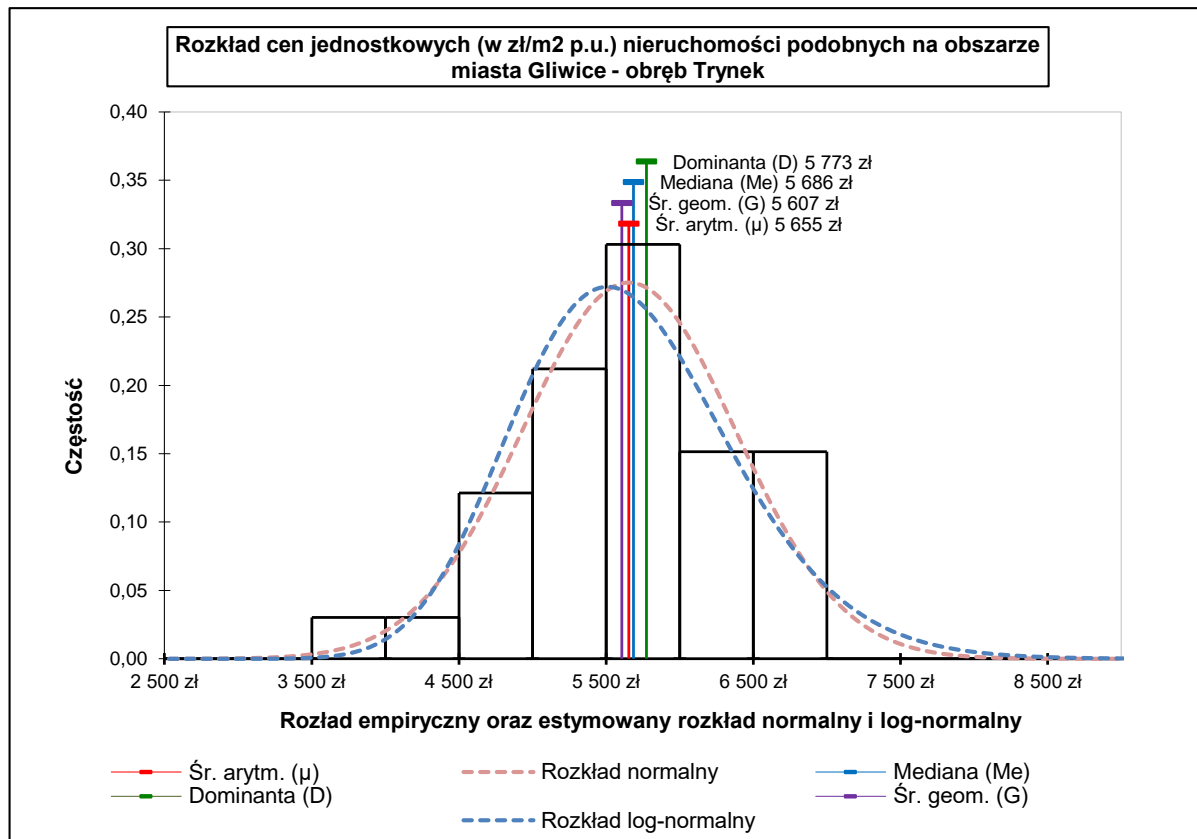 Rozkład cen jednostkowych (w zł/m2 p.u.) nieruchomości podobnych na obszarze
miasta Gliwice - obręb Trynek
0,40
0,35
0,30
0,25
0,20
0,15
0,10
0,05
0,00
Częstość
Dominanta (D) 5 773 zł
Mediana (Me) 5 686 zł
Śr. geom. (G) 5 607 zł
Śr. arytm. (µ) 5 655 zł
2 500 zł 3 500 zł 4 500 zł 5 500 zł 6 500 zł 7 500 zł 8 500 zł
Rozład empiryczny oraz estymowany rozkład normalny i log-normalny
Śr. arytm. (µ) Rozkład normalny Mediana (Me)
Dominanta (D) Śr. geom. (G)
Rozkład log-normalny